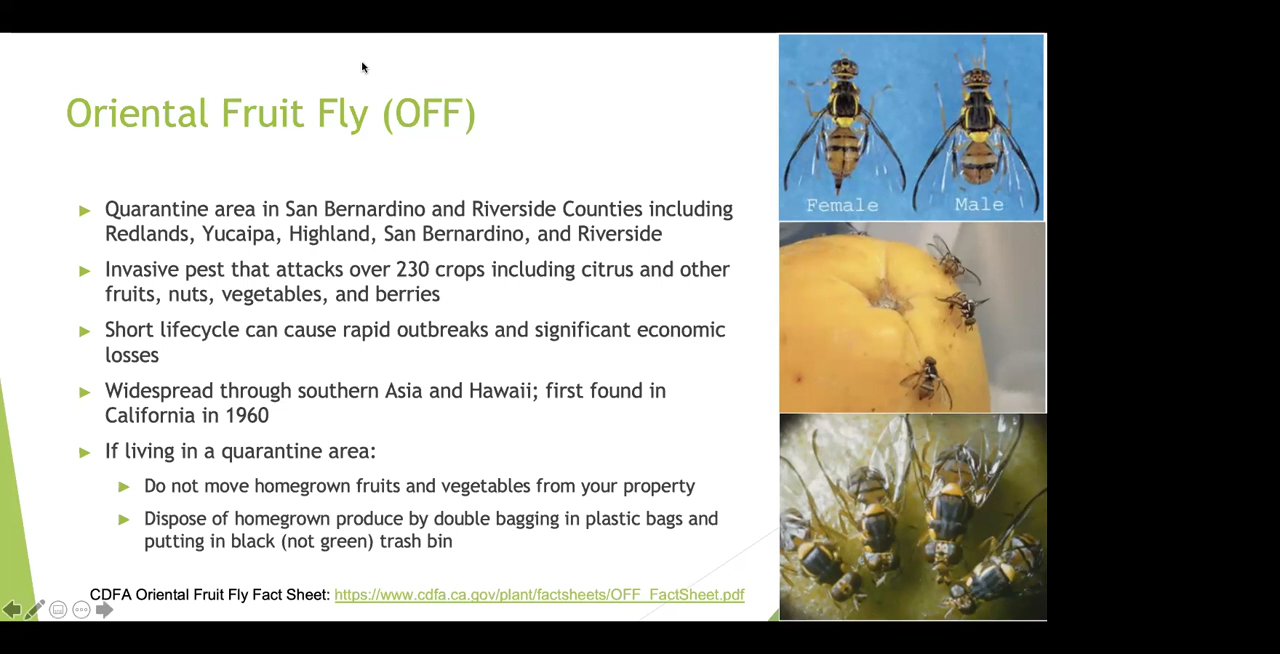 Oriental Fruit Fly (OFF)
Quarantine area in San Bernardino and Riverside Counties including
Redlands, Yucaipa, Highland, San Bernardino, and Riverside
Invasive pest that attacks over 230 crops including citrus and other
fruits, nuts, vegetables, and berries
Short lifecycle can cause rapid outbreaks and significant economic
losses
Widespread through southern Asia and Hawaii; first found in
California in 1960
If living in a quarantine area:
Do not move homegrown fruits and vegetables from your property
Dispose of homegrown produce by double bagging in plastic bags and
putting in black (not green) trash bin
CDFA Oriental Fruit Fly Fact Sheet: https://www.cdfa.ca.gov/plant/factsheets/OFF_FactSheet.pdf
Female Male